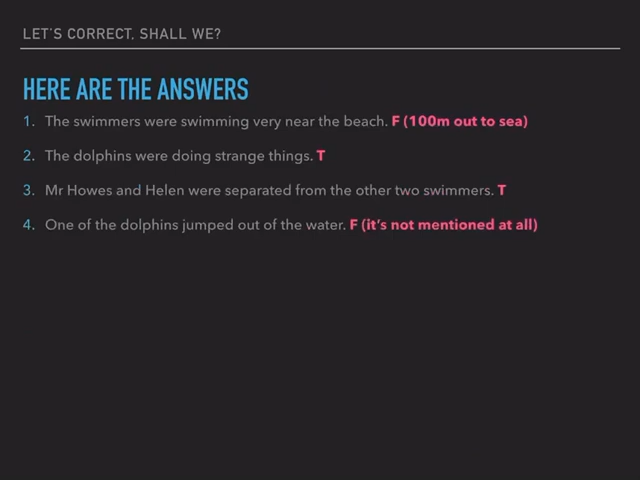 LET'S CORRECT, SHALL WE?
HERE ARE THE ANSWERS
1. The swimmers were swimming very near the beach. F (100m out to sea)
2. The dolphins were doing strange things. T
3. Mr Howes and Helen were separated from the other two swimmers. T
4. One of the dolphins jumped out of the water. F (it's not mentioned at all)